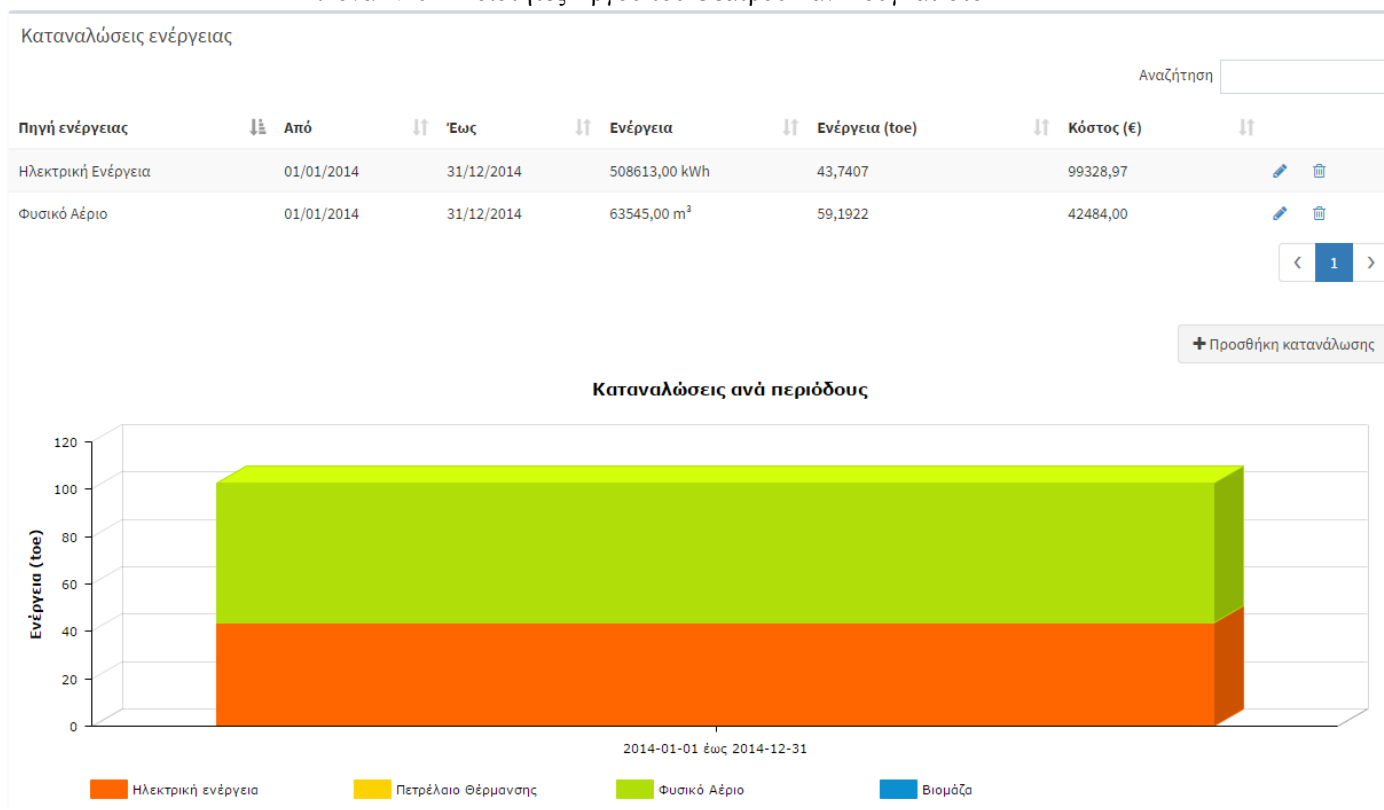 Καταναλώσεις ενέργειας
Αναζήτηση
Πηγή ενέργειας Από Έως Ενέργεια Ενέργεια (toe) Κόστος (€)
Ηλεκτρική Ενέργεια 01/01/2014 31/12/2014 508613,00 kWh 43,7407 99328,97
Φυσικό Αέριο 01/01/2014 31/12/2014 63545,00 m³ 59,1922 42484,00
1
Προσθήκη κατανάλωσης
Καταναλώσεις ανά περιόδους
120
100
80
60
40
20
0
Ενέργεια (toe)
2014-01-01 έως 2014-12-31
Ηλεκτρική ενέργεια Πετρέλαιο Θέρμανσης Φυσικό Αέριο Βιομάζα